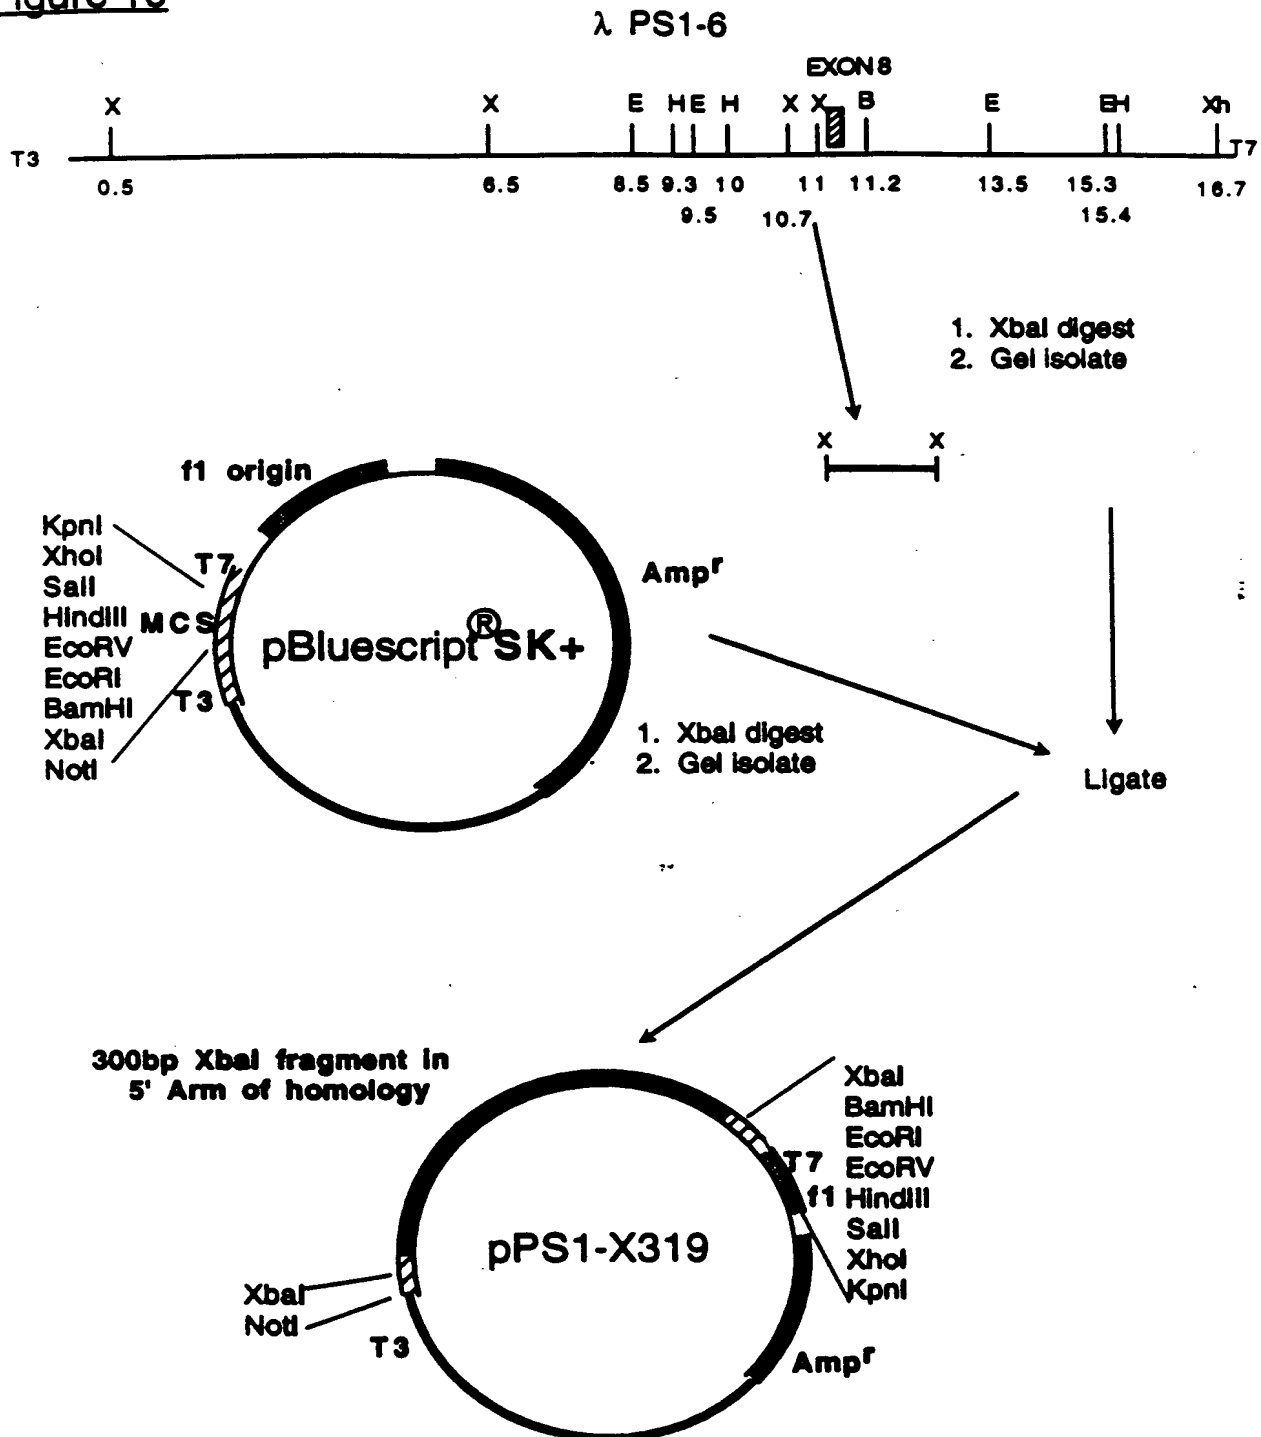 λ PS1-6
EXON 8
X X E H E H X X B E EH Xh
T3 T7
0.5 6.5 8.5 9.3 10 11 11.2 13.5 15.3 16.7
9.5 10.7 15.4
1. XbaI digest
2. Gel isolate
X X
f1 origin
KpnI
XhoI
SalI
HindIII
EcoRV
EcoRI
BamHI
XbaI
NotI
T7
MCS
T3
pBluescript®SK+
Ampr
1. XbaI digest
2. Gel isolate
Ligate
300bp XbaI fragment in
5' Arm of homology
XbaI
BamHI
EcoRI
EcoRV
HindIII
SalI
XhoI
KpnI
T7
f1
pPS1-X319
XbaI
NotI
T3
Ampr